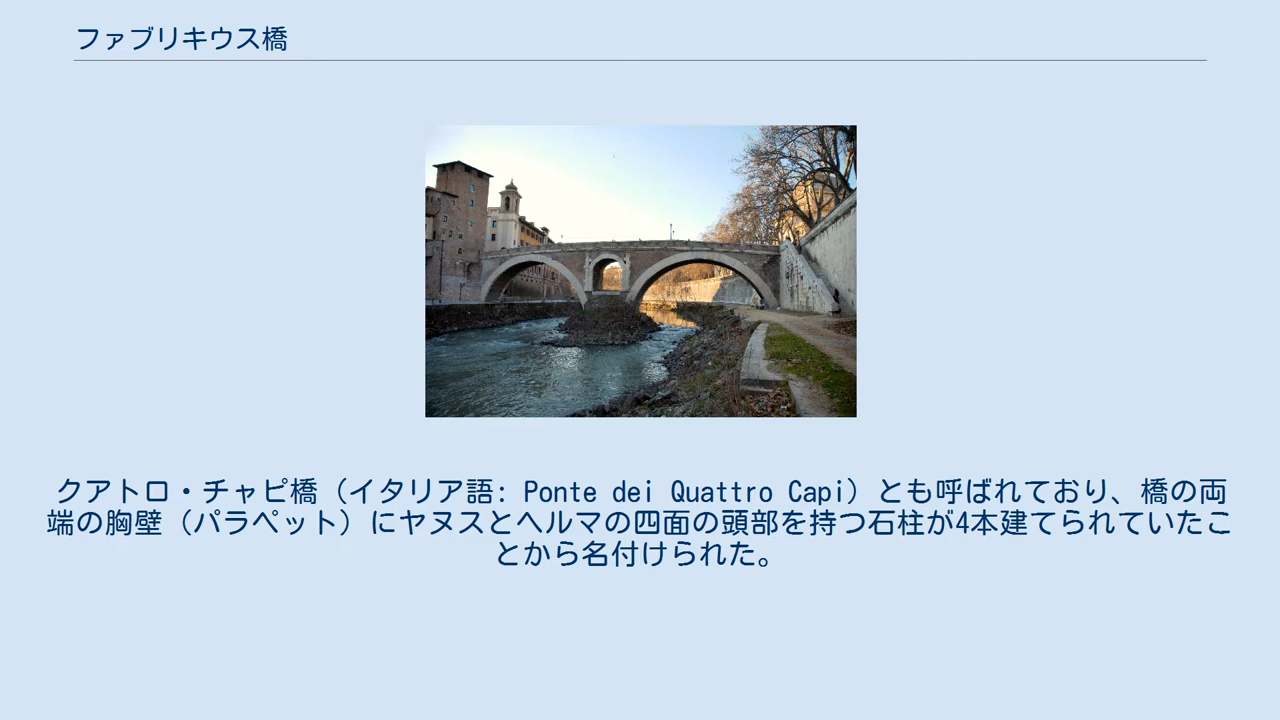 ファブリキウス橋
クアトロ・チャピ橋（イタリア語: Ponte dei Quattro Capi）とも呼ばれており、橋の両
端の胸壁（パラペット）にヤヌスとヘルマの四面の頭部を持つ石柱が4本建てられていたこ
とから名付けられた。